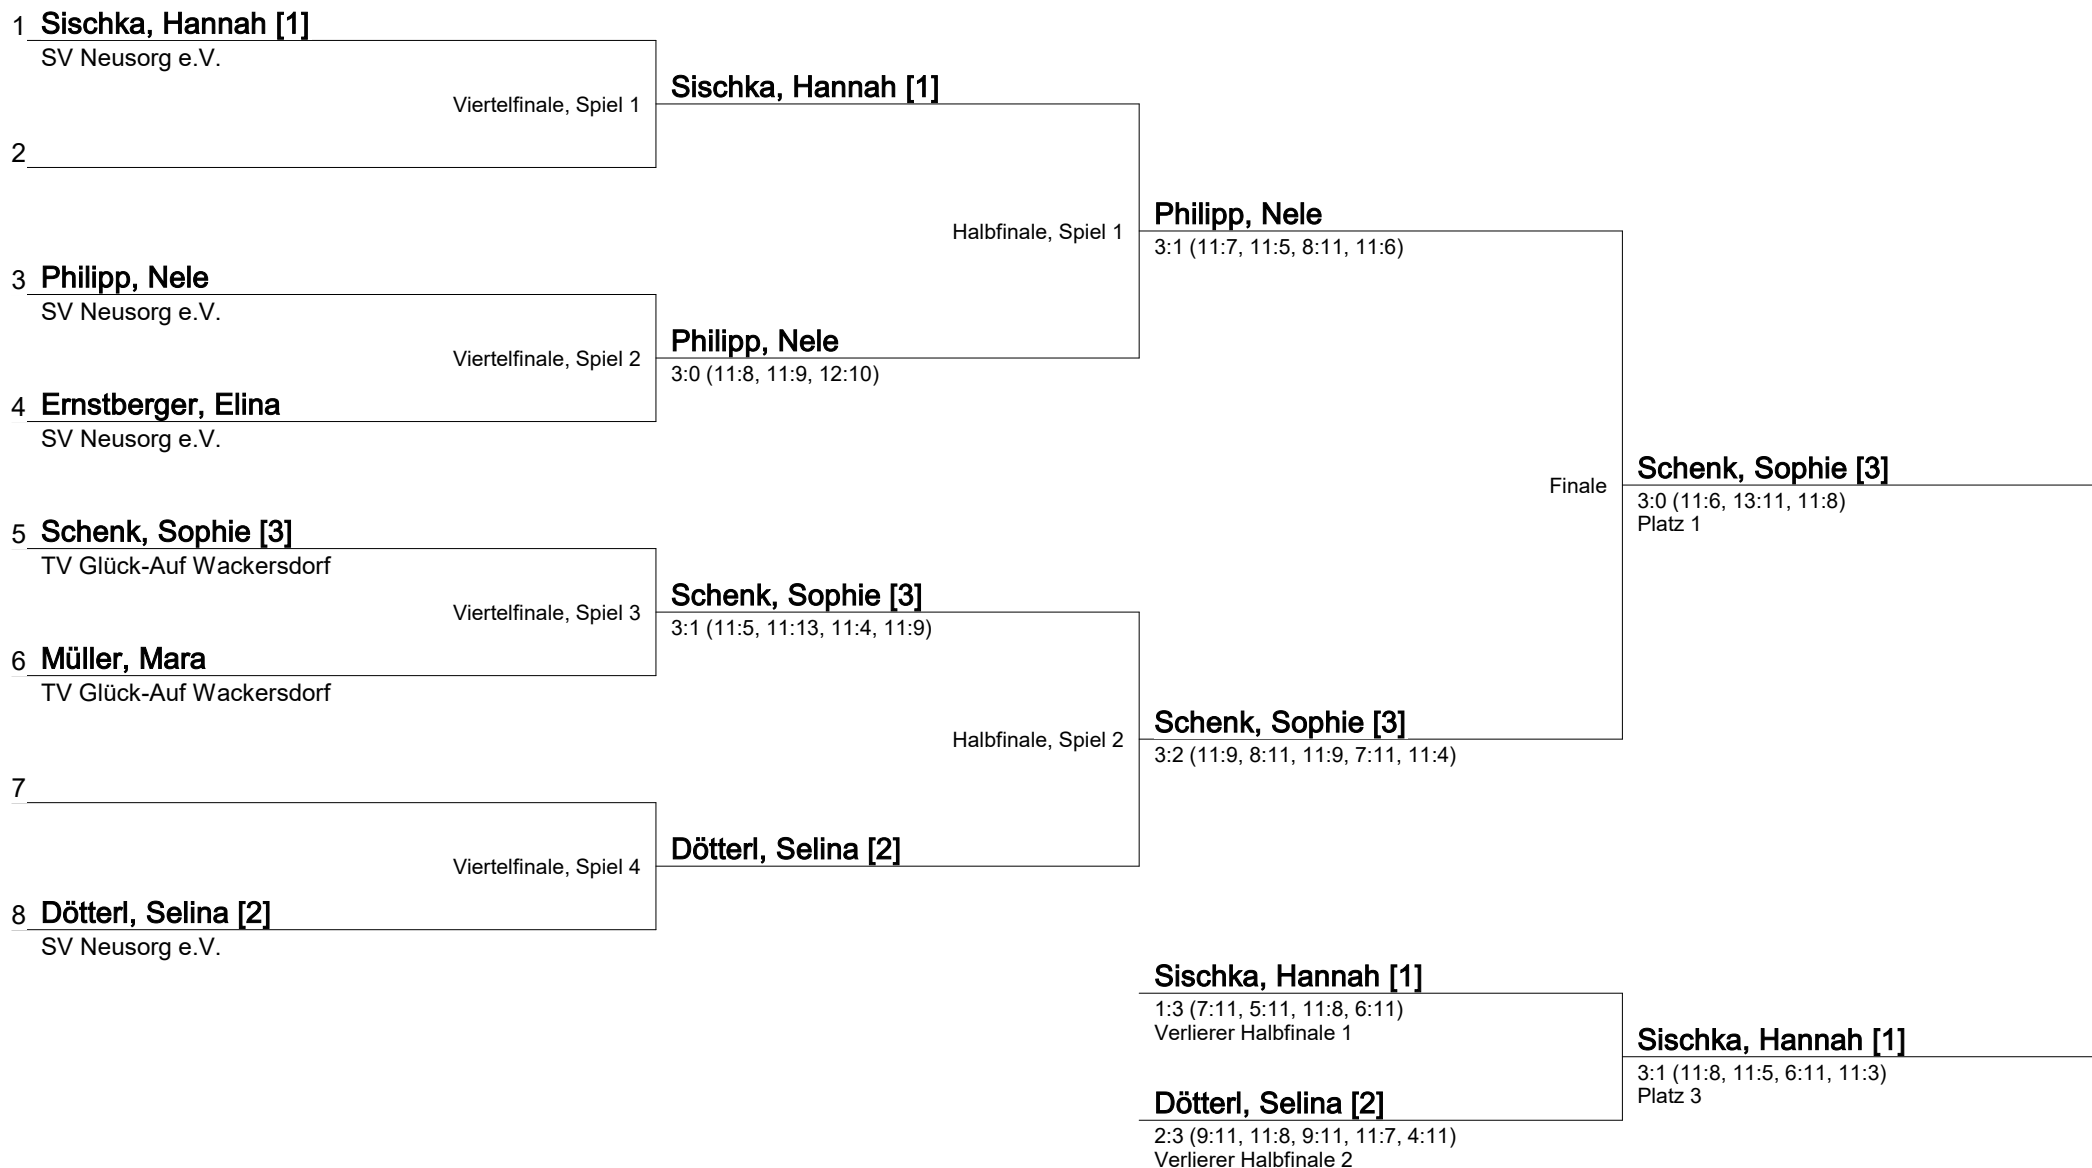 1 Sischka, Hannah [1]
SV Neusorg e.V.
Viertelfinale, Spiel 1
Sischka, Hannah [1]
2
Halbfinale, Spiel 1
Philipp, Nele
3:1 (11:7, 11:5, 8:11, 11:6)
3 Philipp, Nele
SV Neusorg e.V.
Viertelfinale, Spiel 2
Philipp, Nele
3:0 (11:8, 11:9, 12:10)
4 Ernstberger, Elina
SV Neusorg e.V.
Finale
Schenk, Sophie [3]
3:0 (11:6, 13:11, 11:8)
Platz 1
5 Schenk, Sophie [3]
TV Glück-Auf Wackersdorf
Viertelfinale, Spiel 3
Schenk, Sophie [3]
3:1 (11:5, 11:13, 11:4, 11:9)
6 Müller, Mara
TV Glück-Auf Wackersdorf
Halbfinale, Spiel 2
Schenk, Sophie [3]
3:2 (11:9, 8:11, 11:9, 7:11, 11:4)
7
Viertelfinale, Spiel 4
Dötterl, Selina [2]
8 Dötterl, Selina [2]
SV Neusorg e.V.
Sischka, Hannah [1]
1:3 (7:11, 5:11, 11:8, 6:11)
Verlierer Halbfinale 1
Sischka, Hannah [1]
3:1 (11:8, 11:5, 6:11, 11:3)
Platz 3
Dötterl, Selina [2]
2:3 (9:11, 11:8, 9:11, 11:7, 4:11)
Verlierer Halbfinale 2